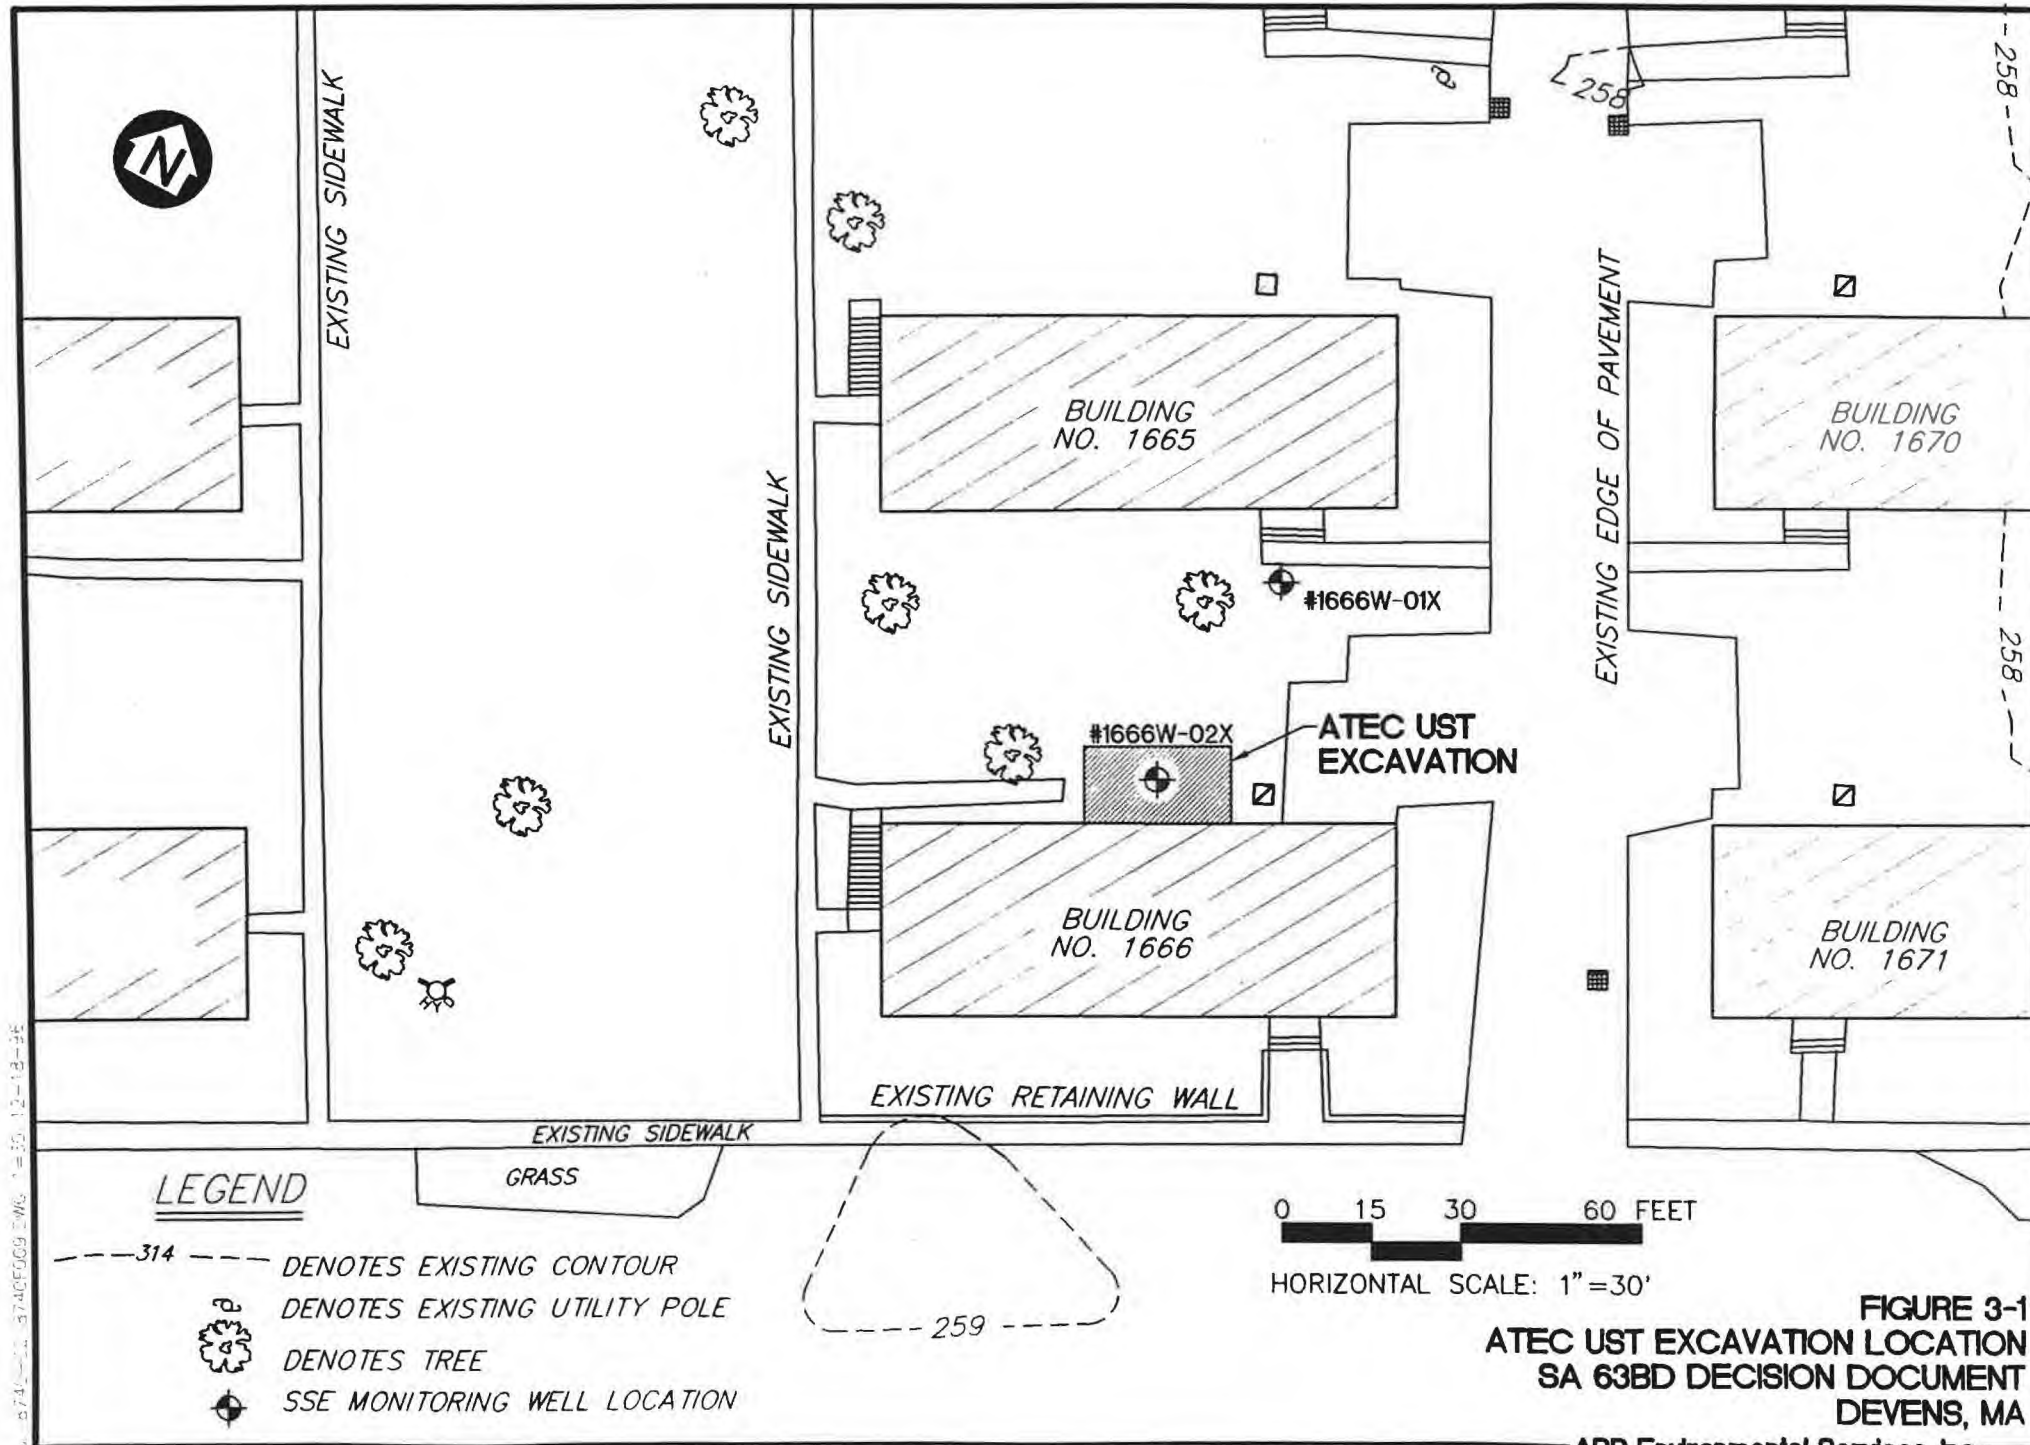 258
258
N
EXISTING SIDEWALK
EXISTING EDGE OF PAVEMENT
BUILDING
NO. 1665
BUILDING
NO. 1670
EXISTING SIDEWALK
#1666W-01X
258
#1666W-02X
ATEC UST
EXCAVATION
BUILDING
NO. 1666
BUILDING
NO. 1671
EXISTING RETAINING WALL
EXISTING SIDEWALK
GRASS
LEGEND
0 15 30 60 FEET
HORIZONTAL SCALE: 1"=30'
314
DENOTES EXISTING CONTOUR
DENOTES EXISTING UTILITY POLE
DENOTES TREE
SSE MONITORING WELL LOCATION
259
FIGURE 3-1
ATEC UST EXCAVATION LOCATION
SA 63BD DECISION DOCUMENT
DEVENS, MA